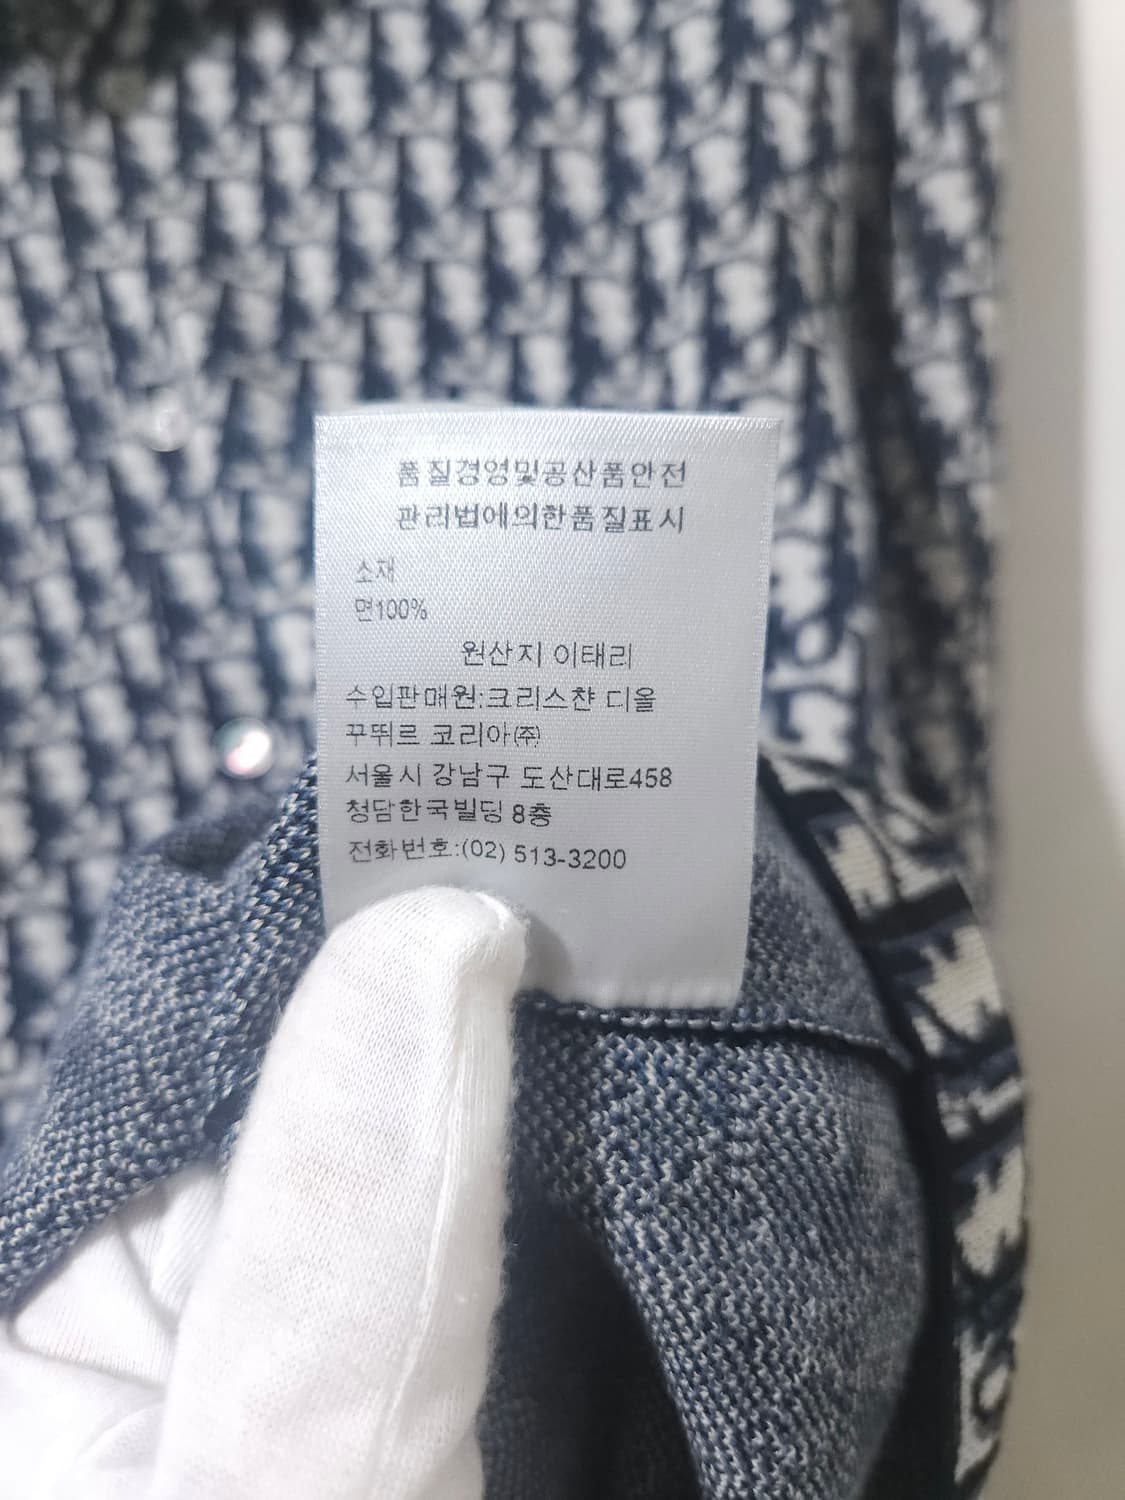 품질경영및공산품안전
관리법에의한품질표시
소재
면100%
원산지 이태리
수입판매원:크리스챤 디올
꾸뛰르 코리아㈜
서울시 강남구 도산대로458
청담한국빌딩 8층
전화번호:(02) 513-3200